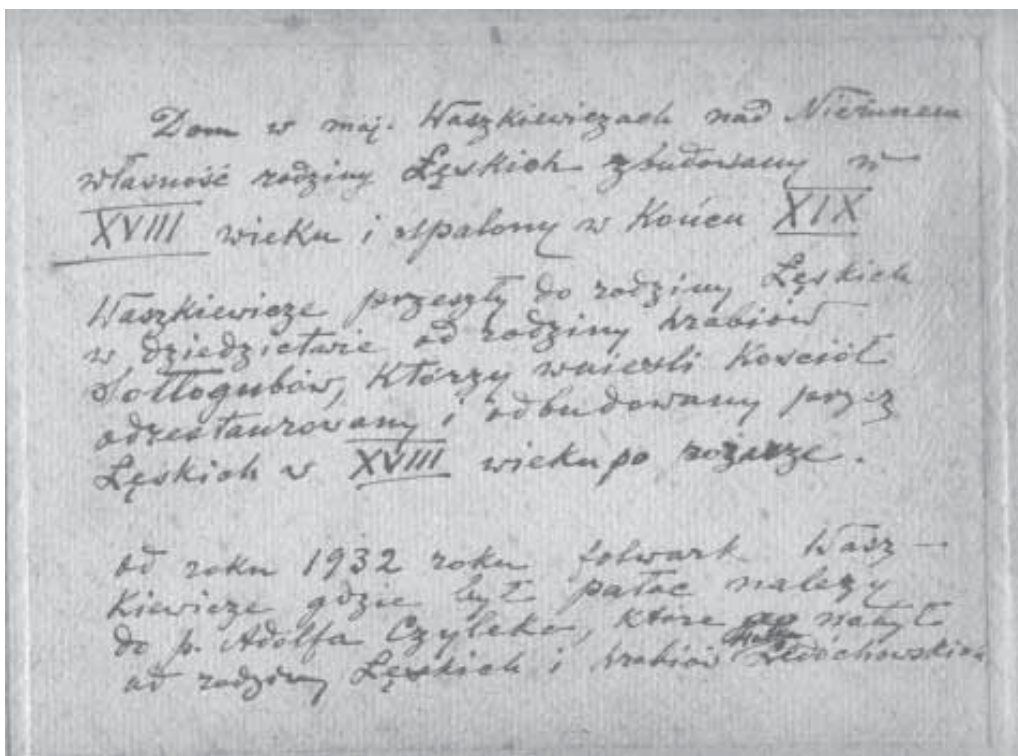 Dom w maj. Waszkiewiczach nad Niemnem
własność rodziny Łęskich zbudowany w
XVIII wieku i spalony w Końcu XIX
Waszkiewicze przeszły do rodziny Łęskich
w dziedzictwie od rodziny hrabiów
Sołłogubów, którzy wnieśli Kościół
odrestaurowany i odbudowany przez
Łęskich w XVIII wieku po pożarze.
od roku 1932 roku folwark Wasz-
kiewicze gdzie był pałac należy
do p. Adolfa Czyleko, które nabył
od rodziny Łęskich i hrabiów Ledóchowskich